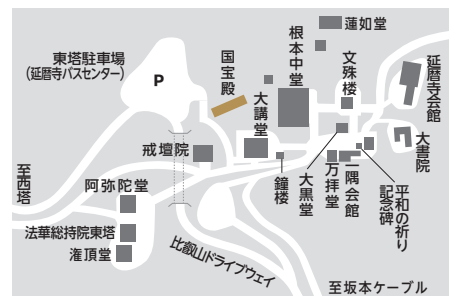 蓮如堂
根本中堂
文殊楼
延暦寺会館
東塔駐車場
(延暦寺バスセンター)
P
国宝殿
大講堂
大書院
戒壇院
至西塔
阿弥陀堂
鐘楼
大黒堂
万拝堂
一隅会館
平和の祈り
記念碑
法華総持院東塔
灌頂堂
比叡山ドライブウェイ
至坂本ケーブル